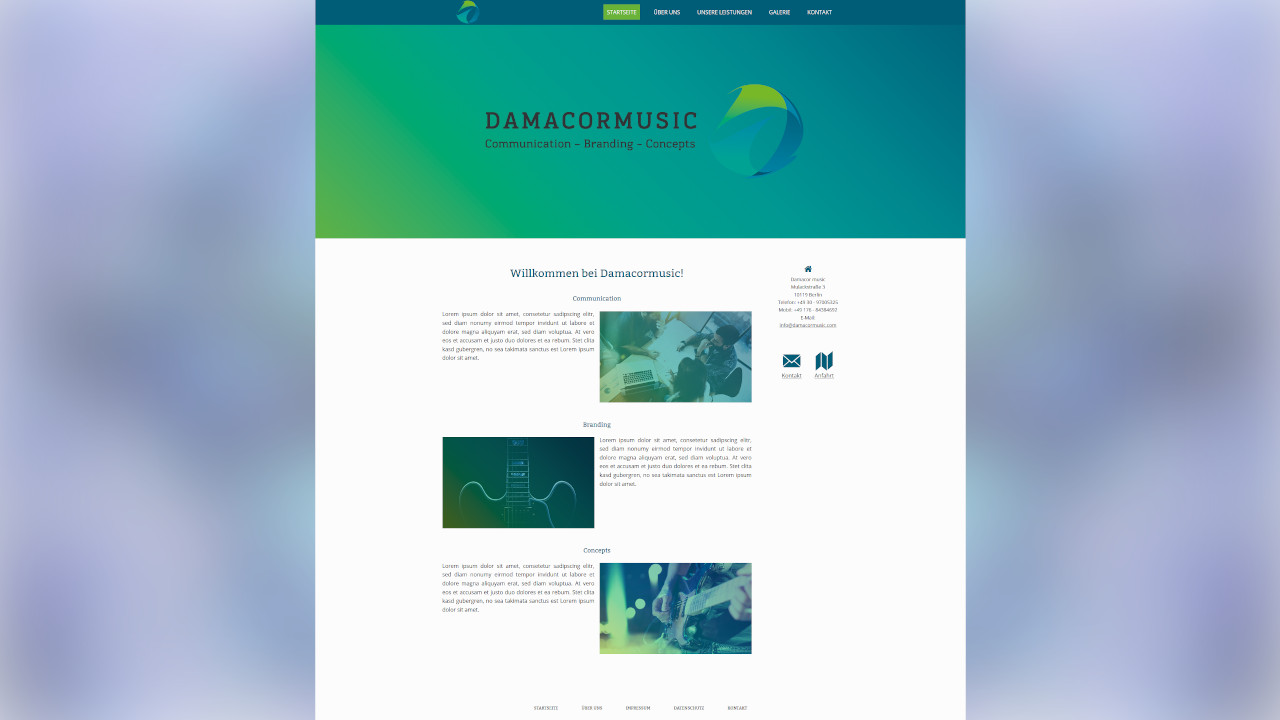 STARTSEITE ÜBER UNS UNSERE LEISTUNGEN GALERIE KONTAKT
DAMACORMUSIC
Communication – Branding – Concepts
Willkommen bei Damacormusic!
Communication
Lorem ipsum dolor sit amet, consetetur sadipscing elitr,
sed diam nonumy eirmod tempor invidunt ut labore et
dolore magna aliquyam erat, sed diam voluptua. At vero
eos et accusam et justo duo dolores et ea rebum. Stet clita
kasd gubergren, no sea takimata sanctus est Lorem ipsum
dolor sit amet.
Branding
Lorem ipsum dolor sit amet, consetetur sadipscing elitr,
sed diam nonumy eirmod tempor invidunt ut labore et
dolore magna aliquyam erat, sed diam voluptua. At vero
eos et accusam et justo duo dolores et ea rebum. Stet clita
kasd gubergren, no sea takimata sanctus est Lorem ipsum
dolor sit amet.
Concepts
Lorem ipsum dolor sit amet, consetetur sadipscing elitr,
sed diam nonumy eirmod tempor invidunt ut labore et
dolore magna aliquyam erat, sed diam voluptua. At vero
eos et accusam et justo duo dolores et ea rebum. Stet clita
kasd gubergren, no sea takimata sanctus est Lorem ipsum
dolor sit amet.
Damacor music
Mulackstraße 3
10119 Berlin
Telefon: +49 30 -
Mobil: +49 176 -
E-Mail:
info@damacormusic.com
Kontakt Anfahrt
STARTSEITE ÜBER UNS IMPRESSUM DATENSCHUTZ KONTAKT